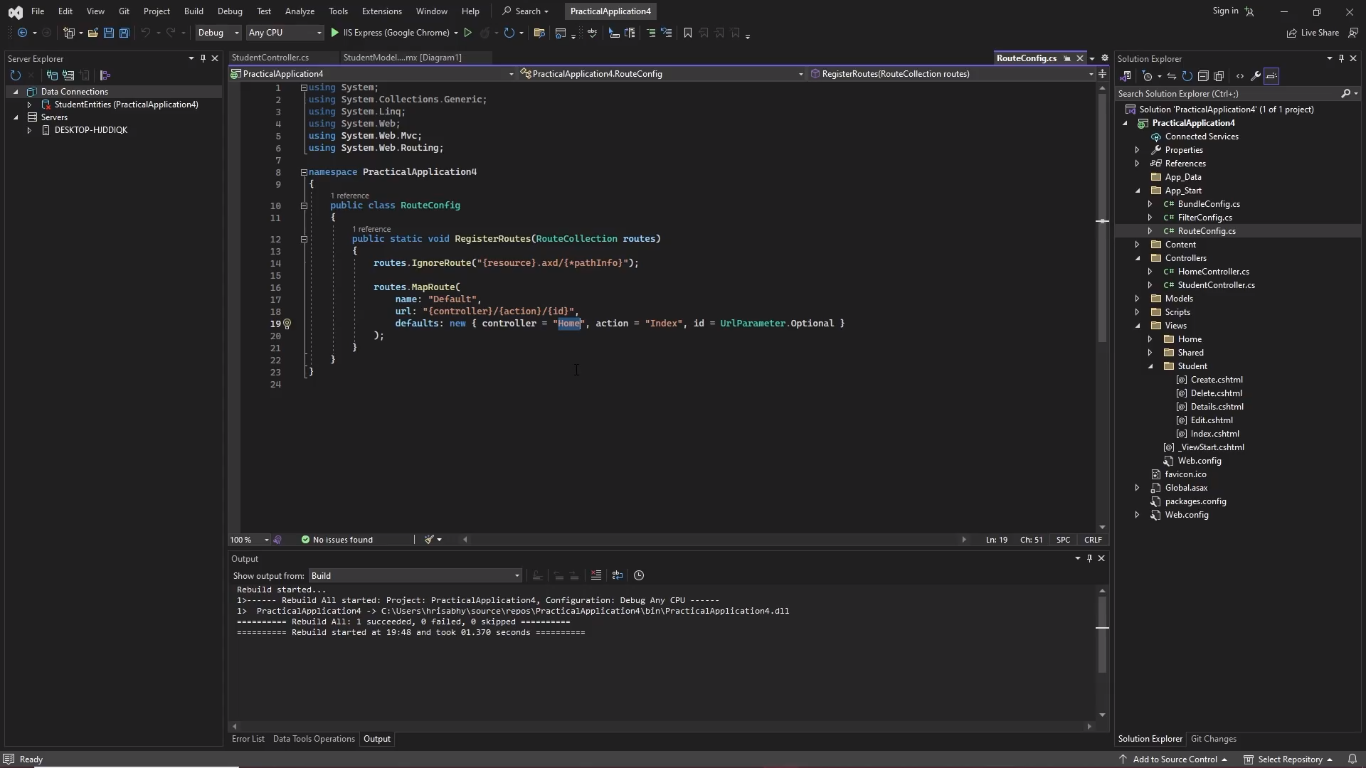 File Edit View Git Project Build Debug Test Analyze Tools Extensions Window Help Search PracticalApplication4 Sign in
Debug Any CPU IIS Express (Google Chrome) Live Share
Server Explorer
Data Connections
StudentEntities (PracticalApplication4)
Servers
DESKTOP-HJDDIQK
StudentController.cs StudentModel....mx [Diagram1] RouteConfig.cs
PracticalApplication4 PracticalApplication4.RouteConfig RegisterRoutes(RouteCollection routes)
1 using System;
2 using System.Collections.Generic;
3 using System.Linq;
4 using System.Web;
5 using System.Web.Mvc;
6 using System.Web.Routing;
7
8 namespace PracticalApplication4
9 {
1 reference
10 public class RouteConfig
11 {
1 reference
12 public static void RegisterRoutes(RouteCollection routes)
13 {
14 routes.IgnoreRoute("{resource}.axd/{*pathInfo}");
15
16 routes.MapRoute(
17 name: "Default",
18 url: "{controller}/{action}/{id}",
19 defaults: new { controller = "Home", action = "Index", id = UrlParameter.Optional }
20 );
21 }
22 }
23 }
24
100 % No issues found Ln: 19 Ch: 51 SPC CRLF
Output
Show output from: Build
Rebuild started...
1>------ Rebuild All started: Project: PracticalApplication4, Configuration: Debug Any CPU ------
1> PracticalApplication4 -> C:\Users\hrisabhy\source\repos\PracticalApplication4\bin\PracticalApplication4.dll
========== Rebuild All: 1 succeeded, 0 failed, 0 skipped ==========
========== Rebuild started at 19:48 and took 01.370 seconds ==========
Error List Data Tools Operations Output
Solution Explorer
Search Solution Explorer (Ctrl+;)
Solution 'PracticalApplication4' (1 of 1 project)
PracticalApplication4
Connected Services
Properties
References
App_Data
App_Start
C# BundleConfig.cs
C# FilterConfig.cs
C# RouteConfig.cs
Content
Controllers
C# HomeController.cs
C# StudentController.cs
Models
Scripts
Views
Home
Shared
Student
Create.cshtml
Delete.cshtml
Details.cshtml
Edit.cshtml
Index.cshtml
_ViewStart.cshtml
Web.config
favicon.ico
Global.asax
packages.config
Web.config
Solution Explorer Git Changes
Ready Add to Source Control Select Repository